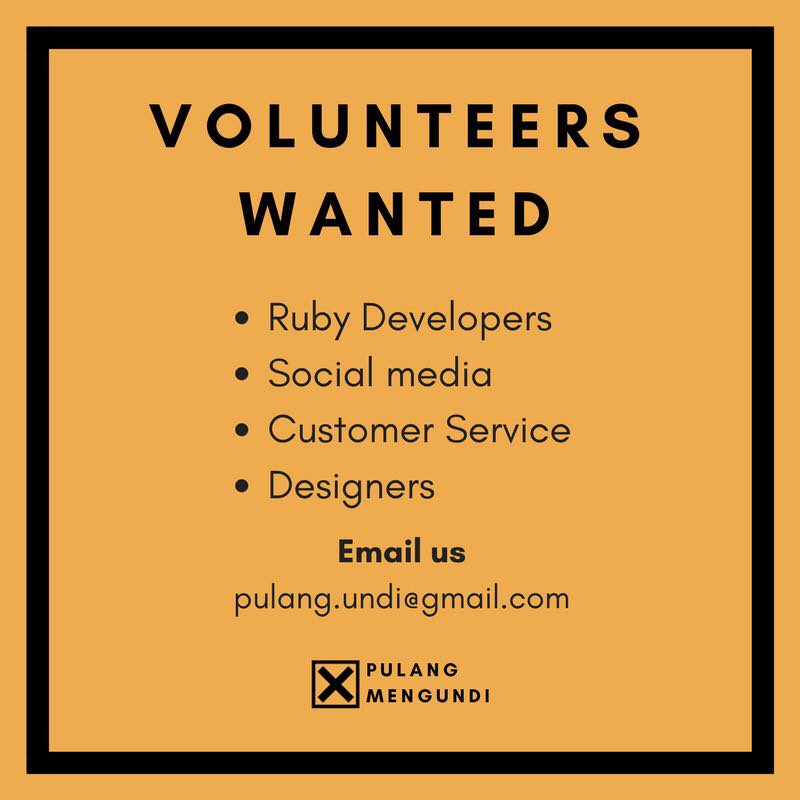 VOLUNTEERS
WANTED
• Ruby Developers
• Social media
• Customer Service
• Designers
Email us
pulang.undi@gmail.com
PULANG
MENGUNDI